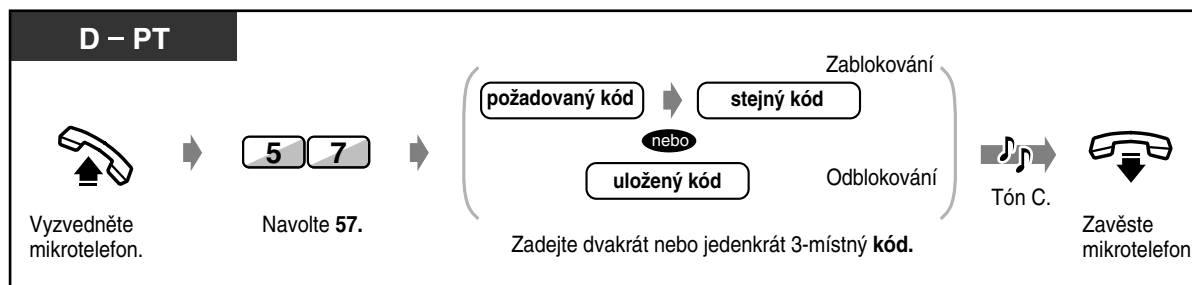 D – PT
Zablokování
požadovaný kód
stejný kód
nebo
5 7
uložený kód
Odblokování
Tón C.
Vyzvedněte
mikrotelefon.
Navolte 57.
Zadejte dvakrát nebo jedenkrát 3-místný kód.
Zavěste
mikrotelefon